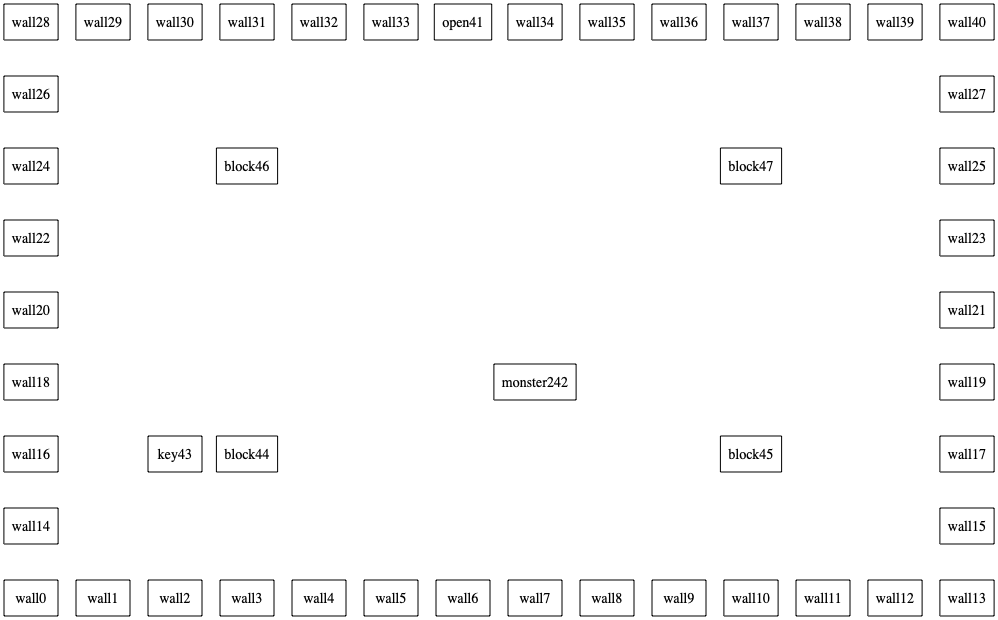 wall28 wall29 wall30 wall31 wall32 wall33 open41 wall34 wall35 wall36 wall37 wall38 wall39 wall40
wall26 wall27
wall24 block46 block47 wall25
wall22 wall23
wall20 wall21
wall18 monster242 wall19
wall16 key43 block44 block45 wall17
wall14 wall15
wall0 wall1 wall2 wall3 wall4 wall5 wall6 wall7 wall8 wall9 wall10 wall11 wall12 wall13